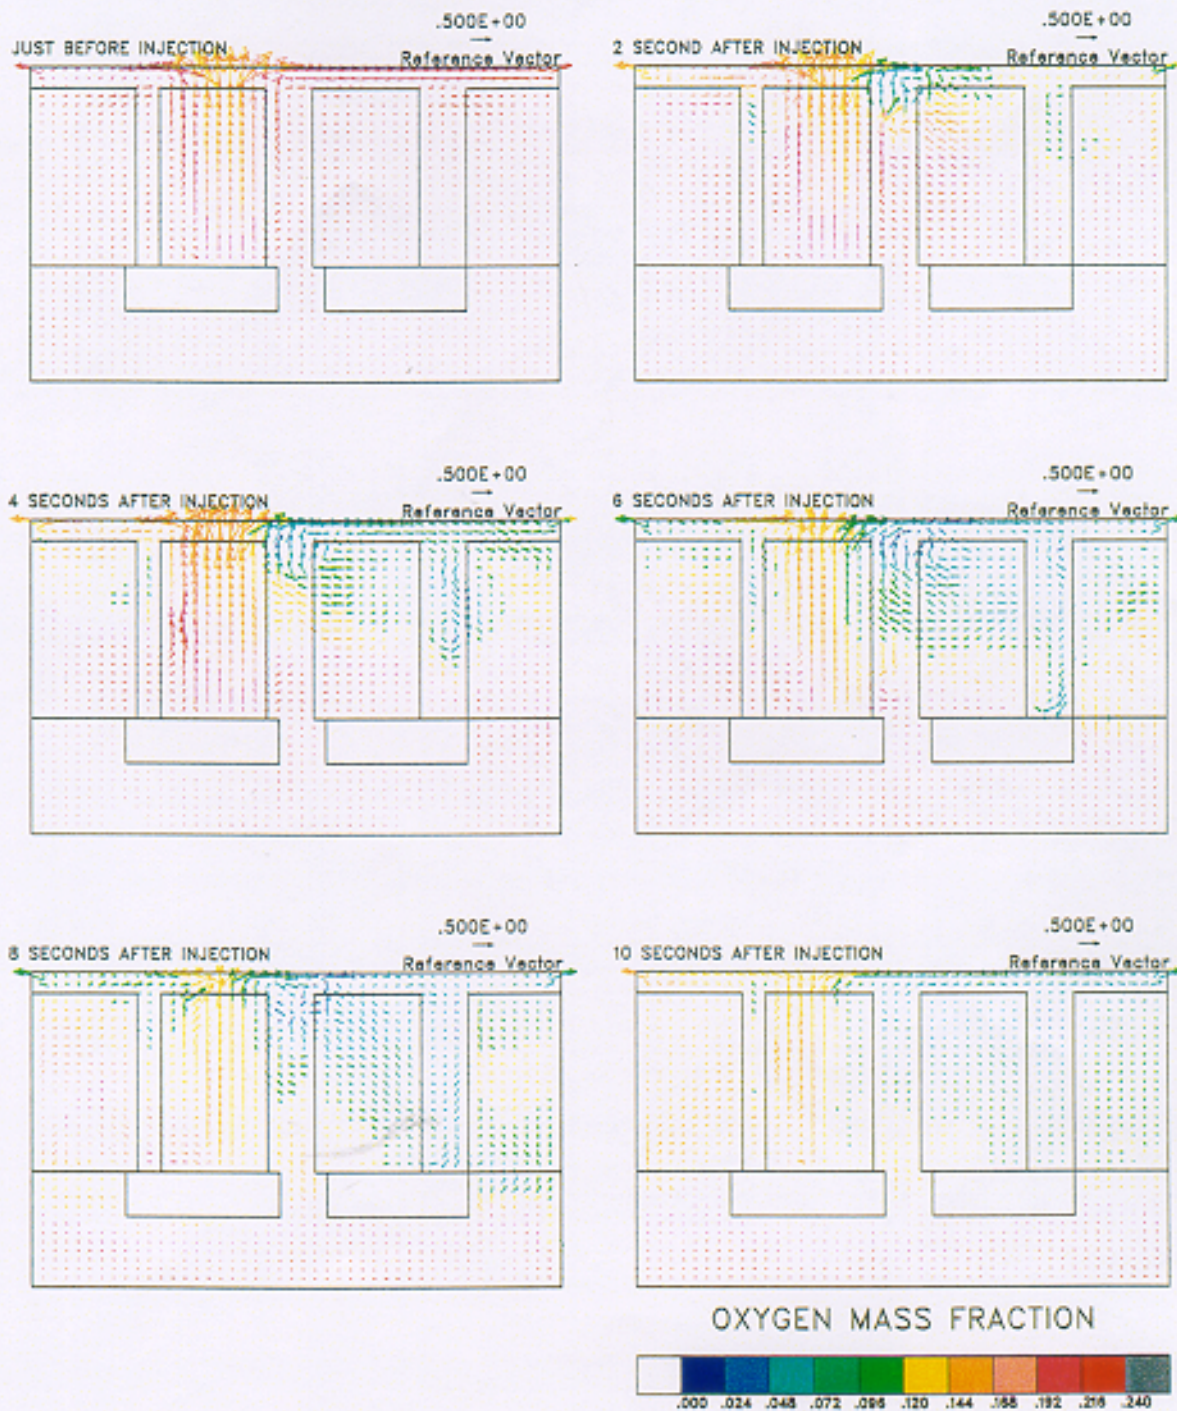 .500E+00
JUST BEFORE INJECTION
Reference Vector
.500E+00
2 SECOND AFTER INJECTION
Reference Vector
.500E+00
4 SECONDS AFTER INJECTION
Reference Vector
.500E+00
6 SECONDS AFTER INJECTION
Reference Vector
.500E+00
8 SECONDS AFTER INJECTION
Reference Vector
.500E+00
10 SECONDS AFTER INJECTION
Reference Vector
OXYGEN MASS FRACTION
.000 .024 .048 .072 .096 .120 .144 .168 .192 .216 .240